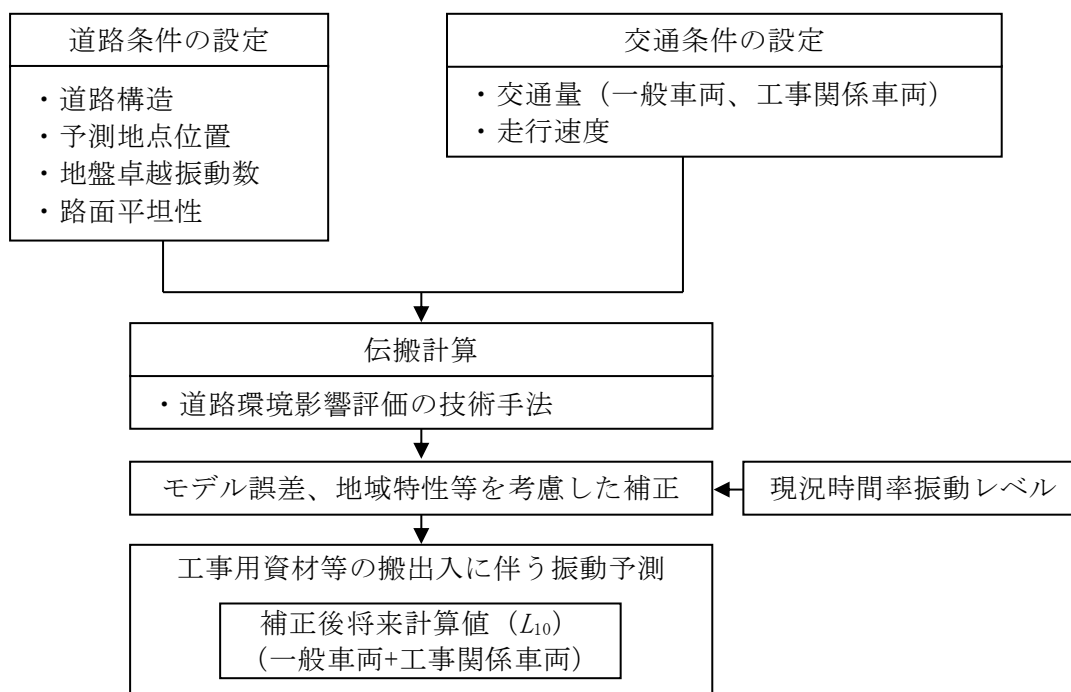 道路条件の設定
・道路構造
・予測地点位置
・地盤卓越振動数
・路面平坦性
交通条件の設定
・交通量（一般車両、工事関係車両）
・走行速度
伝搬計算
・道路環境影響評価の技術手法
モデル誤差、地域特性等を考慮した補正
現況時間率振動レベル
工事用資材等の搬出入に伴う振動予測
補正後将来計算値（L10）
（一般車両+工事関係車両）